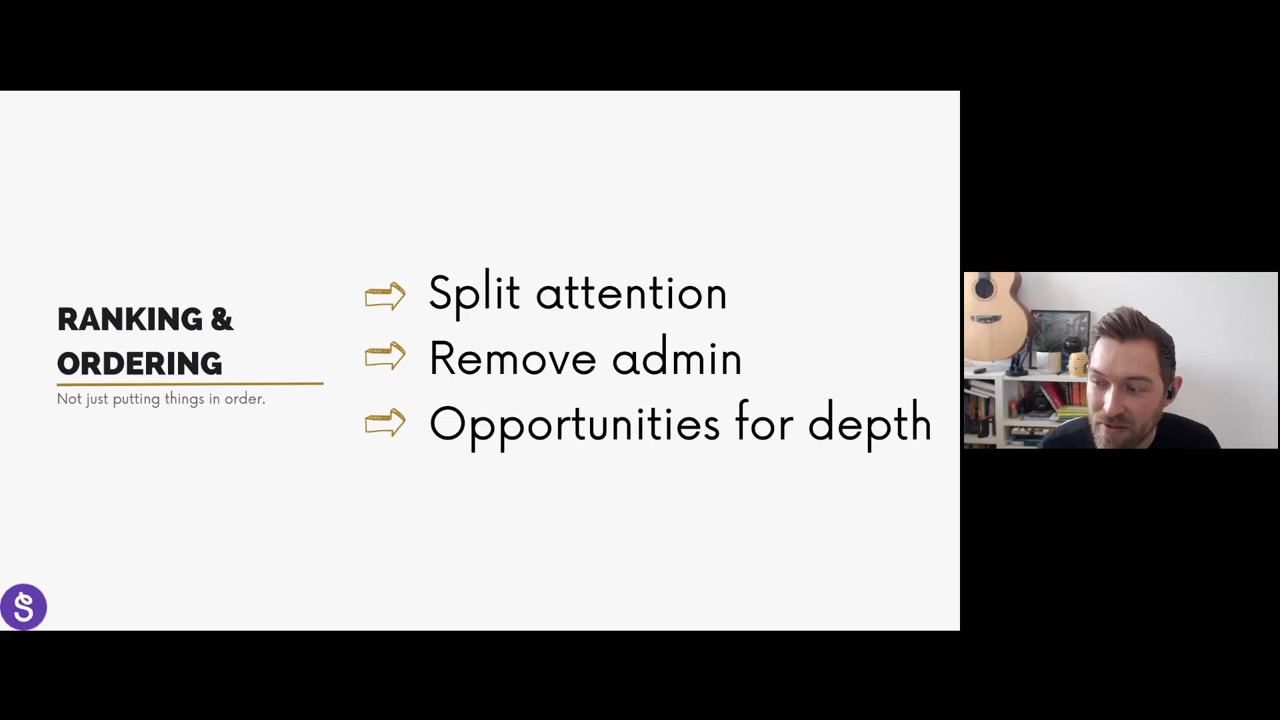 RANKING &
ORDERING
Not just putting things in order.
Split attention
Remove admin
Opportunities for depth
S